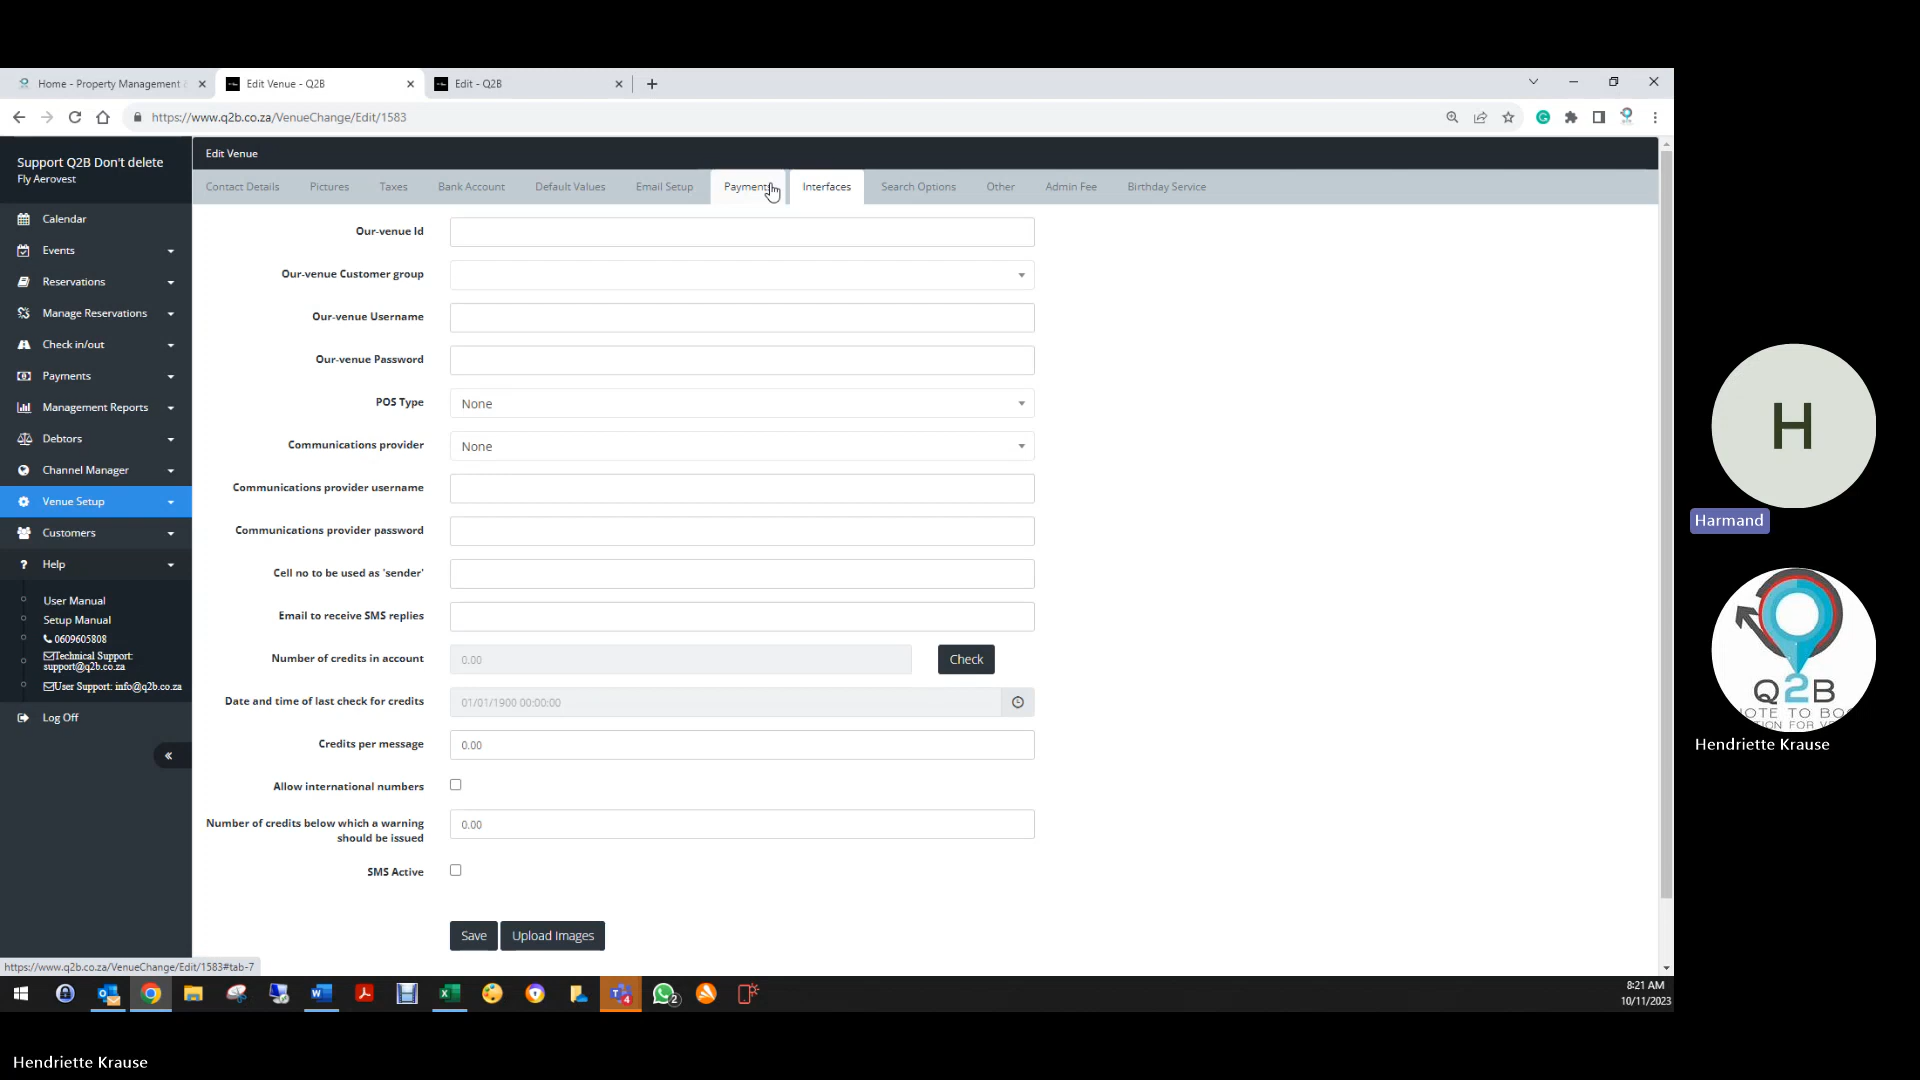 Home - Property Management
Edit Venue - Q2B
Edit - Q2B
https://www.q2b.co.za/VenueChange/Edit/1583
Support Q2B Don't delete
Fly Aerovest
Edit Venue
Contact Details
Pictures
Taxes
Bank Account
Default Values
Email Setup
Payments
Interfaces
Search Options
Other
Admin Fee
Birthday Service
Calendar
Events
Reservations
Manage Reservations
Check in/out
Payments
Management Reports
Debtors
Channel Manager
Venue Setup
Customers
Help
User Manual
Setup Manual
0609605808
Technical Support:
support@q2b.co.za
User Support: info@q2b.co.za
Log Off
Our-venue Id
Our-venue Customer group
Our-venue Username
Our-venue Password
POS Type
None
Communications provider
None
Communications provider username
Communications provider password
Cell no to be used as 'sender'
Email to receive SMS replies
Number of credits in account
0.00
Check
Date and time of last check for credits
01/01/1900 00:00:00
Credits per message
0.00
Allow international numbers
Number of credits below which a warning
should be issued
0.00
SMS Active
Save
Upload Images
https://www.q2b.co.za/VenueChange/Edit/1583#tab-7
4
2
8:21 AM
10/11/2023
H
Harmand
Q2B
Hendriette Krause
Hendriette Krause